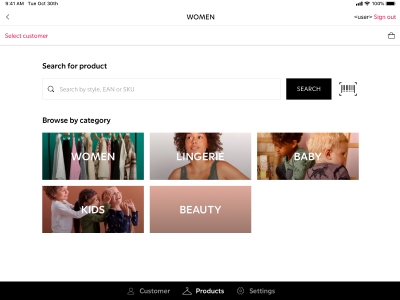 9:41 AM Tue Oct 30th 100%
WOMEN <user> Sign out
Select customer
Search for product
Search by style, EAN or SKU SEARCH
Browse by category
WOMEN LINGERIE BABY
KIDS BEAUTY
Customer Products Settings